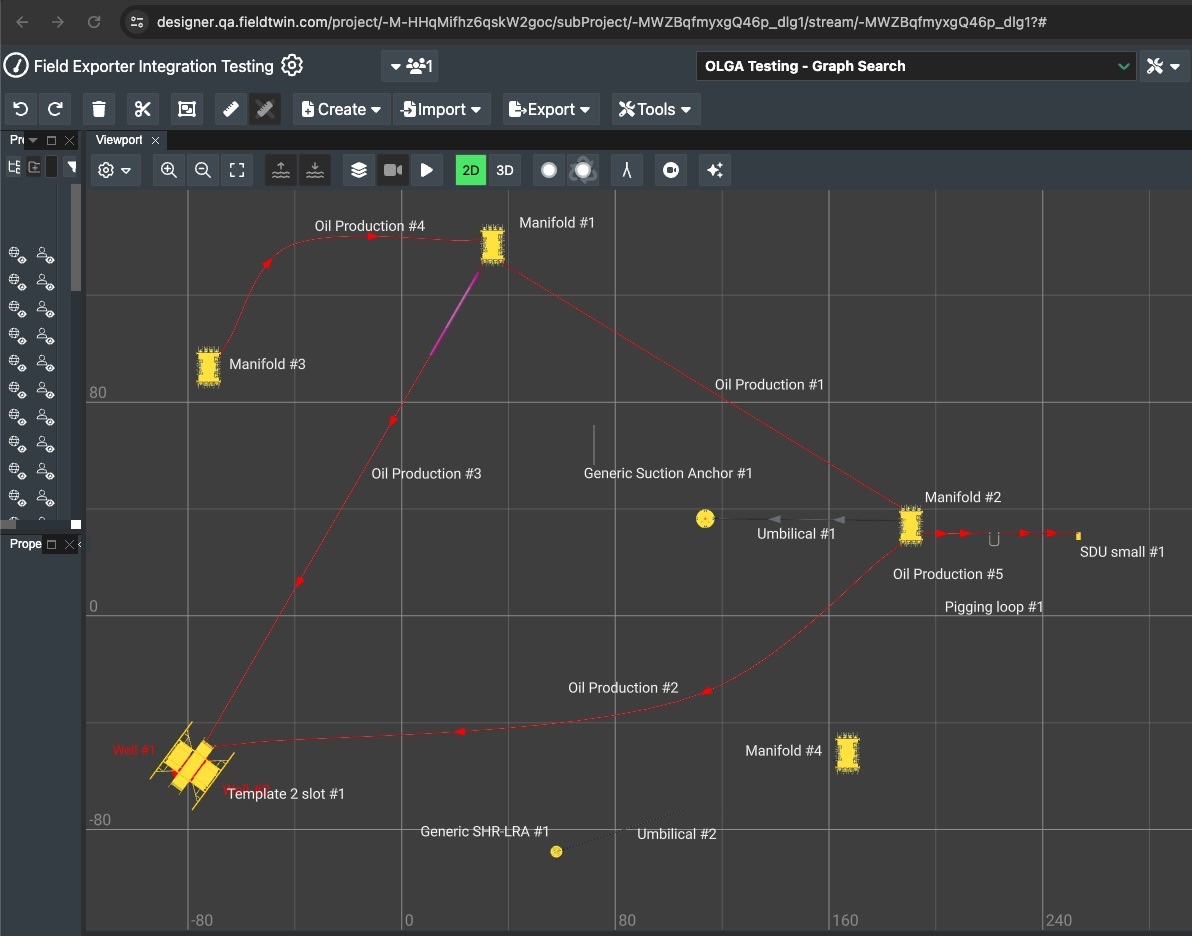 designer.qa.fieldtwin.com/project/-M-HHqMifhz6qskW2goc/subProject/-MWZBqfmyxgQ46p_dlg1/stream/-MWZBqfmyxgQ46p_dlg1?#
Field Exporter Integration Testing
1
OLGA Testing - Graph Search
Create
Import
Export
Tools
Pr
Viewport
2D
3D
Oil Production #4
Manifold #1
Manifold #3
Oil Production #1
80
Oil Production #3
Generic Suction Anchor #1
Manifold #2
Umbilical #1
Prope
SDU small #1
Oil Production #5
Pigging loop #1
0
Oil Production #2
Well #1
Manifold #4
Template 2 slot #1
-80
Generic SHR-LRA #1
Umbilical #2
-80
0
80
160
240